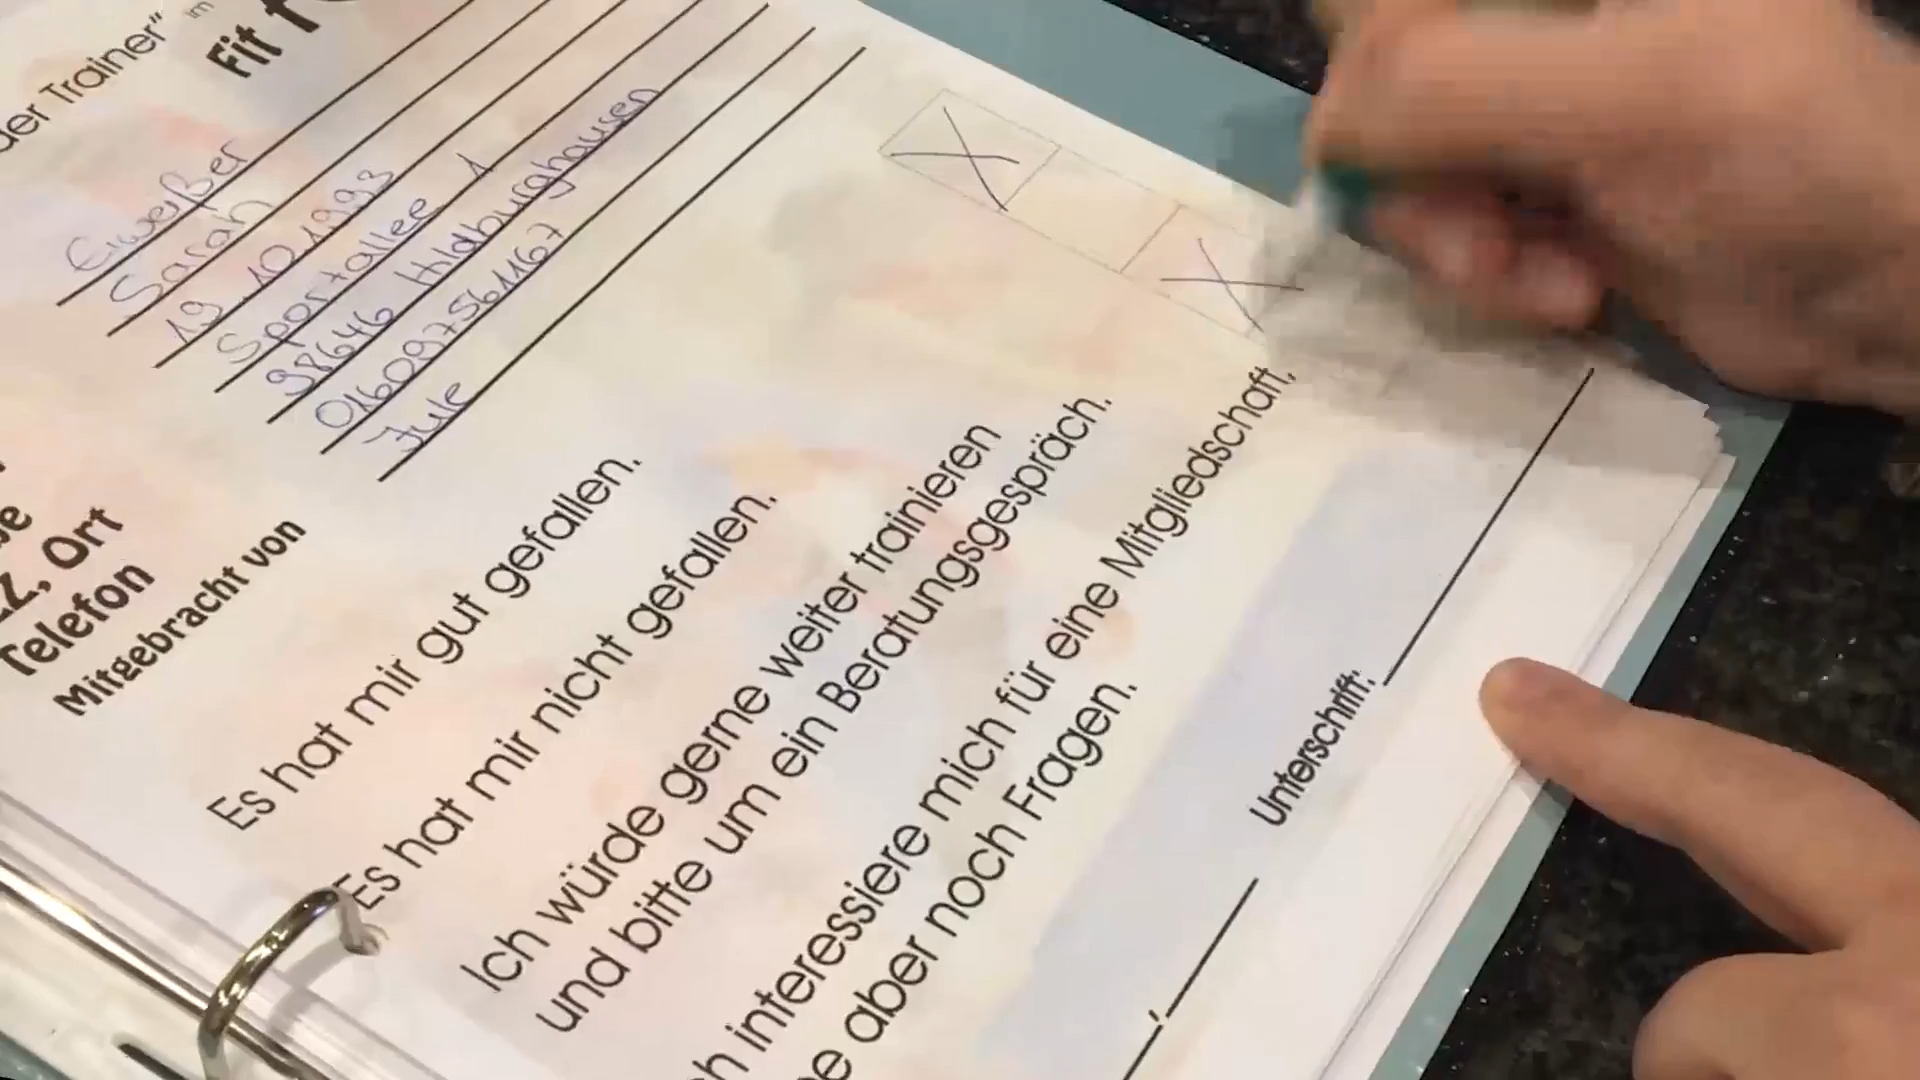 der Trainer“ im
Fit
Eiweißer
Sarah
19.10.1993
Sportallee 1
98646 Hildburghausen
016097561167
Jule
Ort
Telefon
Mitgebracht von
Es hat mir gut gefallen.
Es hat mir nicht gefallen.
Ich würde gerne weiter trainieren
und bitte um ein Beratungsgespräch.
interessiere mich für eine Mitgliedschaft,
aber noch Fragen.
Unterschrift: